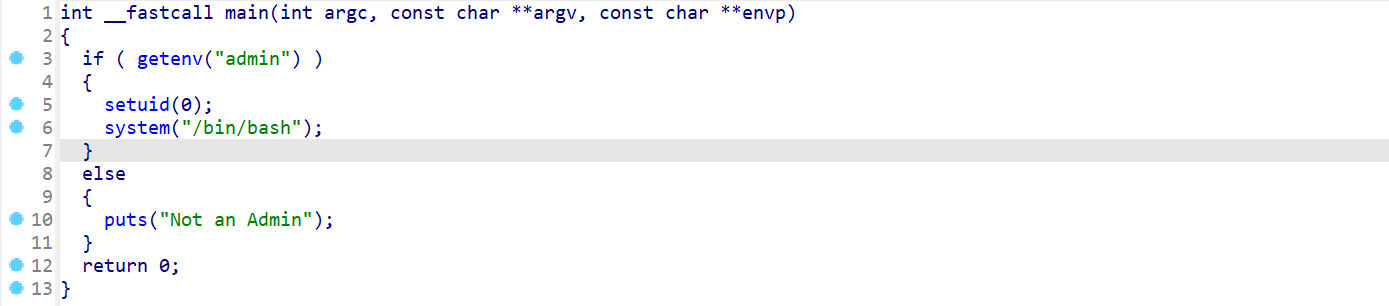 1 int __fastcall main(int argc, const char **argv, const char **envp)
2 {
3   if ( getenv("admin") )
4   {
5     setuid(0);
6     system("/bin/bash");
7   }
8   else
9   {
10     puts("Not an Admin");
11   }
12   return 0;
13 }